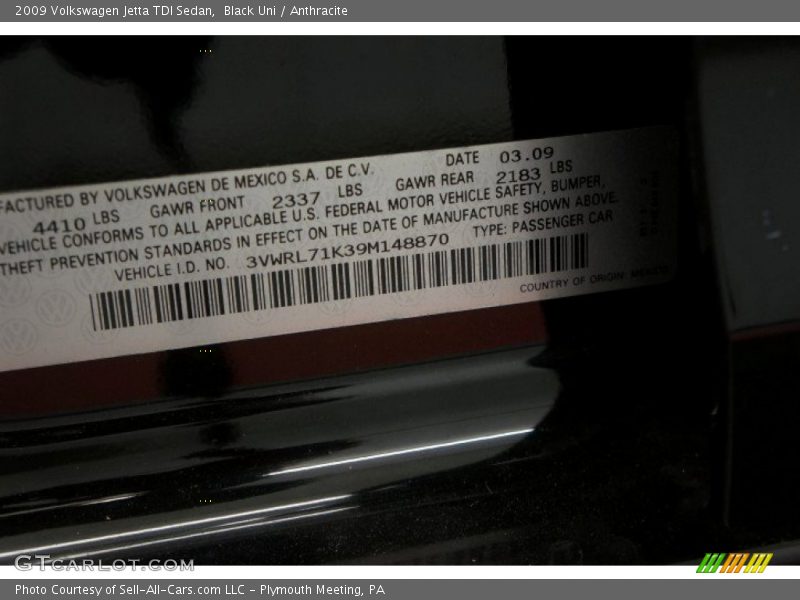 2009 Volkswagen Jetta TDI Sedan, Black Uni / Anthracite
FACTURED BY VOLKSWAGEN DE MEXICO S.A. DE C.V. DATE 03.09
4410 LBS GAWR FRONT 2337 LBS GAWR REAR 2183 LBS
VEHICLE CONFORMS TO ALL APPLICABLE U.S. FEDERAL MOTOR VEHICLE SAFETY, BUMPER,
THEFT PREVENTION STANDARDS IN EFFECT ON THE DATE OF MANUFACTURE SHOWN ABOVE.
VEHICLE I.D. NO. 3VWRL71K39M148870 TYPE: PASSENGER CAR
COUNTRY OF ORIGIN: MEXICO
GTCarLot.com
Photo Courtesy of Sell-All-Cars.com LLC - Plymouth Meeting, PA